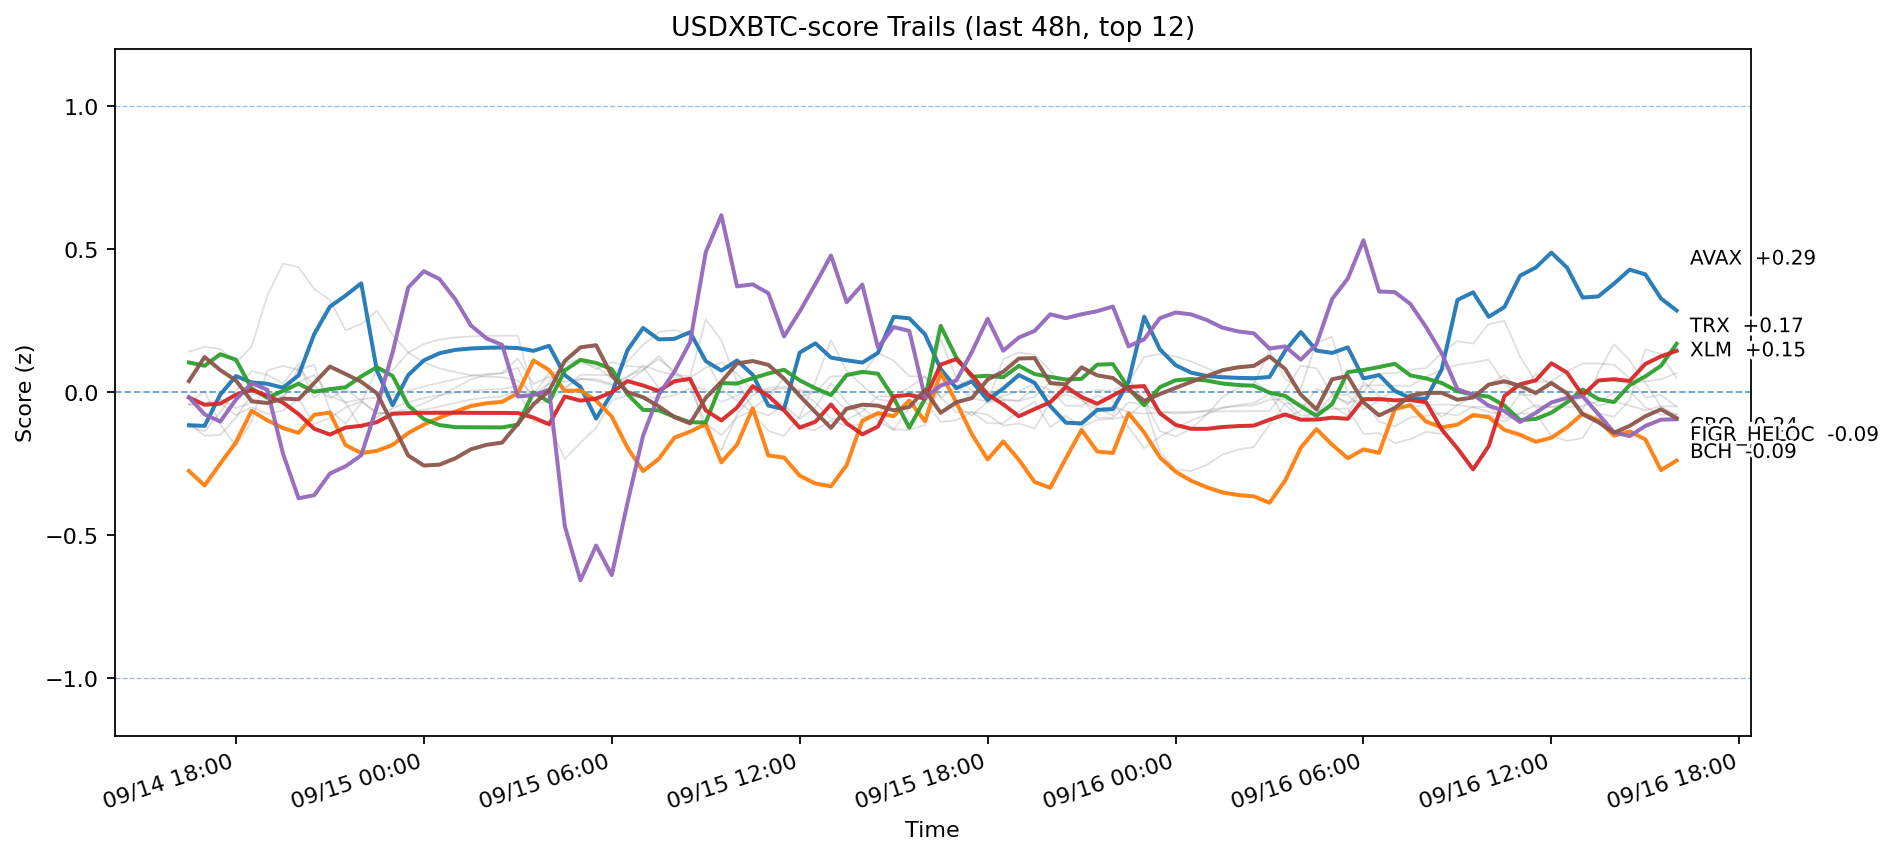 USDXBTC-score Trails (last 48h, top 12)
Score (z)
1.0
0.5
0.0
−0.5
−1.0
AVAX +0.29
TRX +0.17
XLM +0.15
FIGR_HELOC -0.09
BCH -0.09
09/14 18:00
09/15 00:00
09/15 06:00
09/15 12:00
09/15 18:00
09/16 00:00
09/16 06:00
09/16 12:00
09/16 18:00
Time